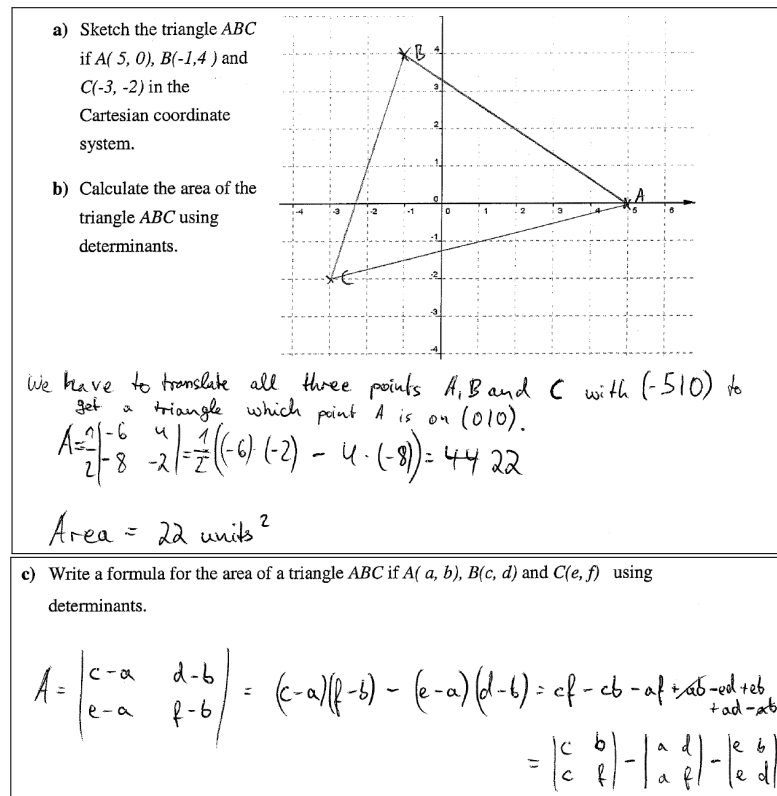 a) Sketch the triangle ABC
if A( 5, 0), B(-1,4 ) and
C(-3, -2) in the
Cartesian coordinate
system.
b) Calculate the area of the
triangle ABC using
determinants.
B
A
C
4
3
2
1
0
-1
-2
-3
-4
-4 -3 -2 -1 0 1 2 3 4 5 6
We have to translate all three points A, B and C with (-5|0) to
get a triangle which point A is on (0|0).
A = 1/2 |-6 4; -8 -2| = 1/2 ((-6)·(-2) - 4·(-8)) = 44 22
Area = 22 units²
c) Write a formula for the area of a triangle ABC if A( a, b), B(c, d) and C(e, f) using
determinants.
A = |c-a d-b; e-a f-b| = (c-a)(f-b) - (e-a)(d-b) = cf - cb - af + ab - ed + eb
+ ad - ab
= |c b; c f| - |a d; a f| - |e b; e d|